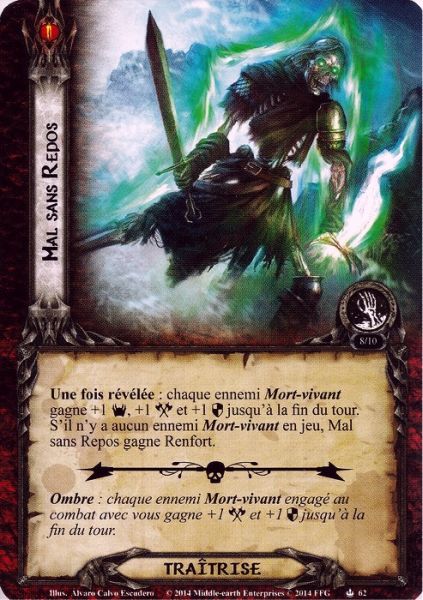 MAL SANS REPOS
8/10
Une fois révélée : chaque ennemi Mort-vivant
gagne +1 , +1 et +1 jusqu'à la fin du tour.
S'il n'y a aucun ennemi Mort-vivant en jeu, Mal
sans Repos gagne Renfort.
Ombre : chaque ennemi Mort-vivant engagé au
combat avec vous gagne +1 et +1 jusqu'à la
fin du tour.
TRAÎTRISE
Illus. Alvaro Calvo Escudero © 2014 Middle-earth Enterprises © 2014 FFG 62